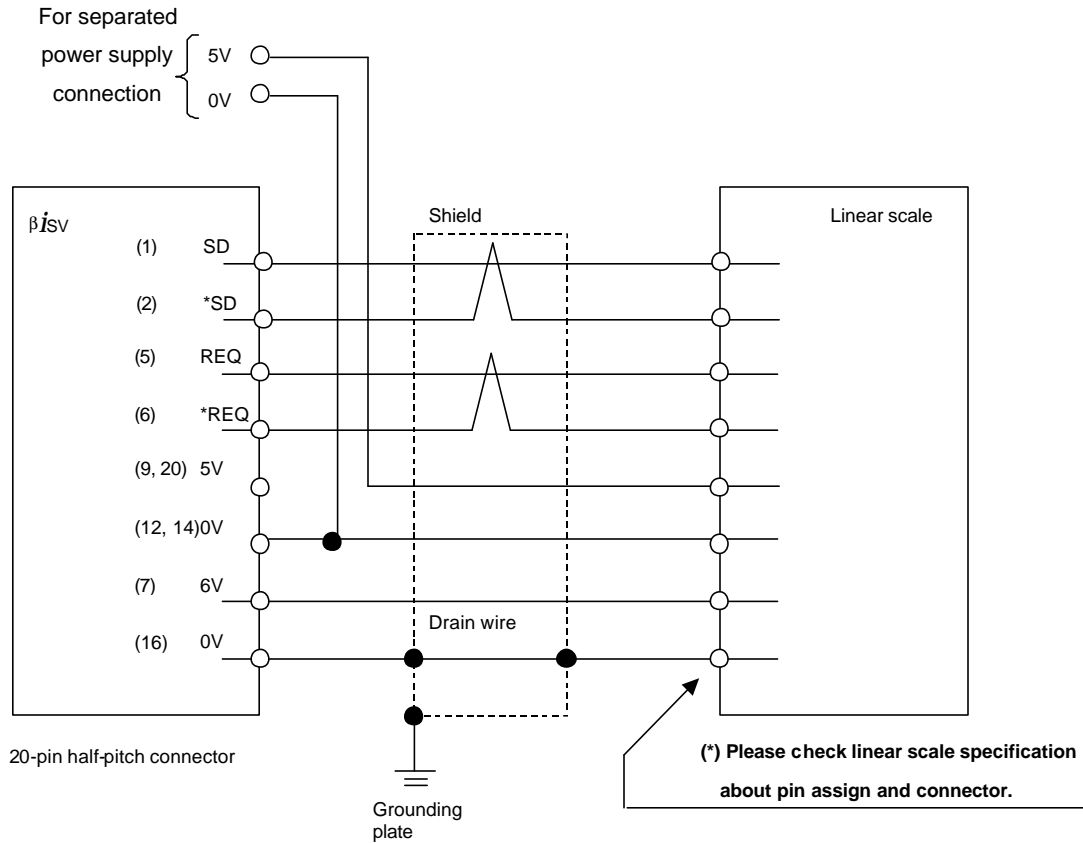 For separated
power supply
connection
5V
0V
βiSV
Shield
Linear scale
(1) SD
(2) *SD
(5) REQ
(6) *REQ
(9, 20) 5V
(12, 14)0V
(7) 6V
(16) 0V
Drain wire
20-pin half-pitch connector
Grounding
plate
(*) Please check linear scale specification
about pin assign and connector.